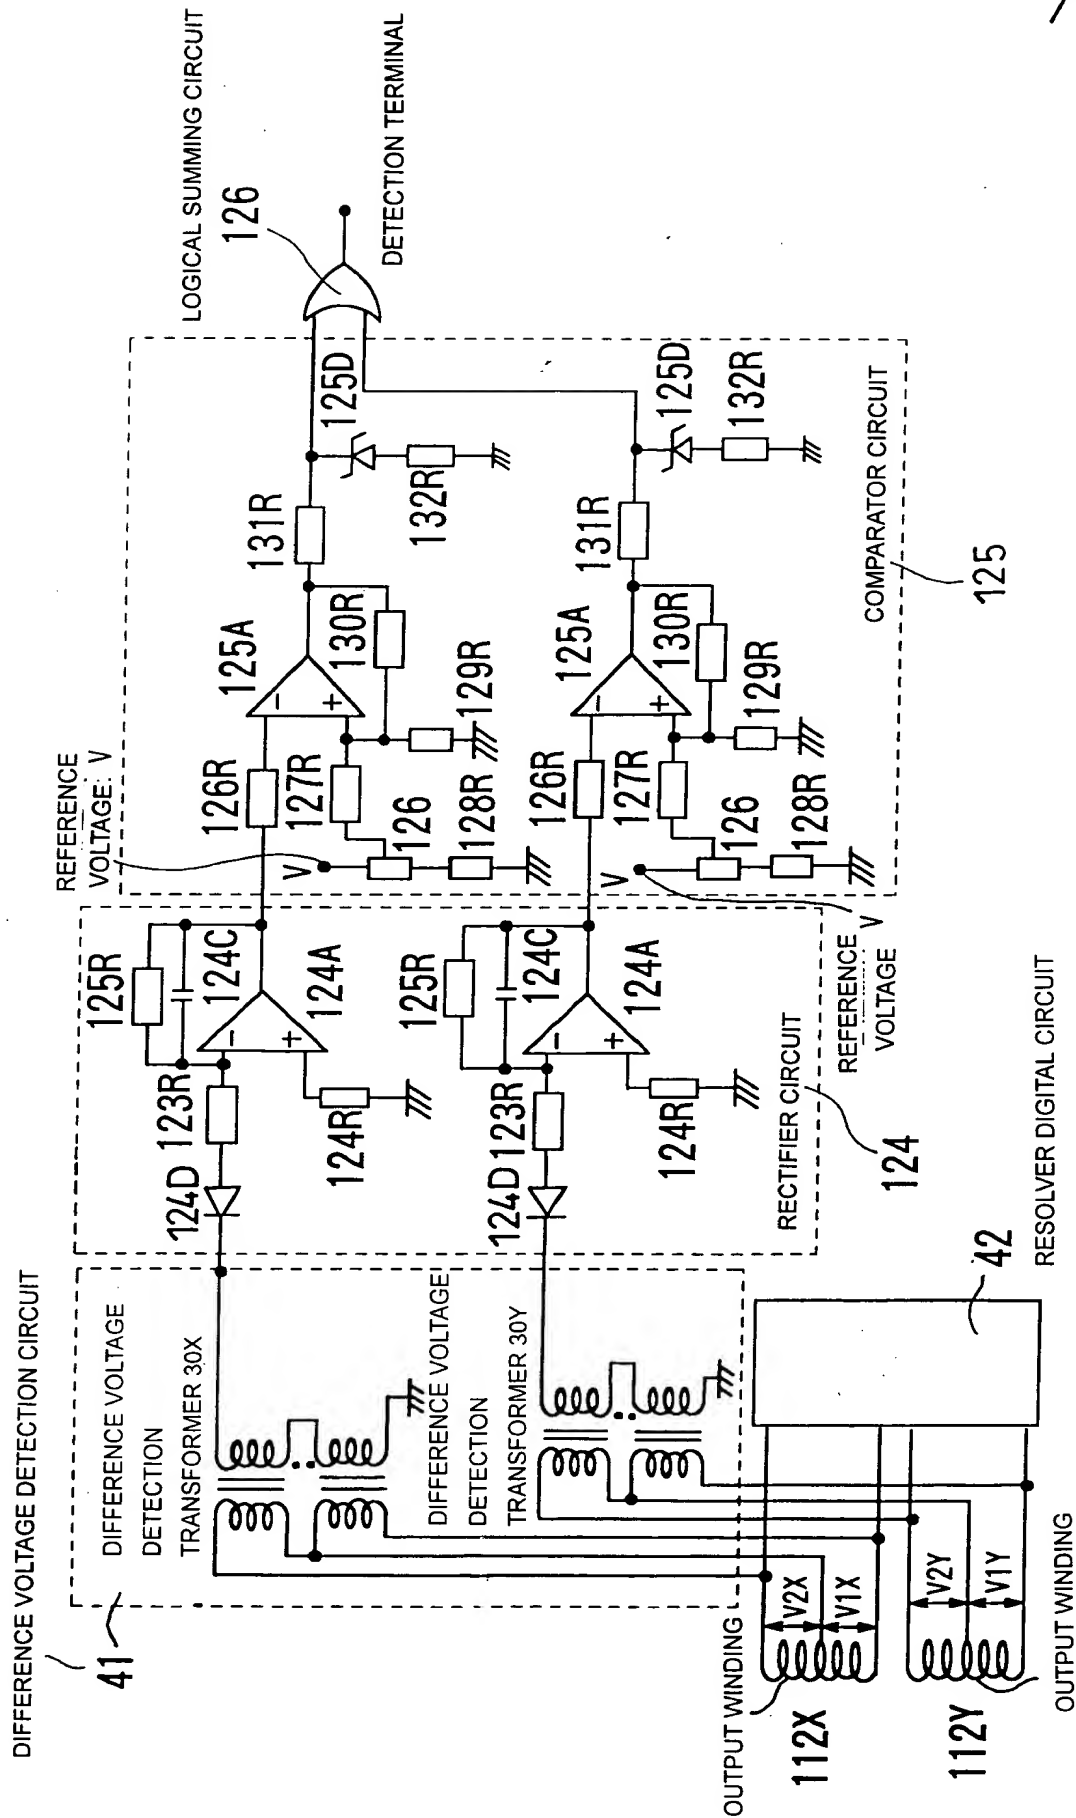 DIFFERENCE VOLTAGE DETECTION CIRCUIT
41
DIFFERENCE VOLTAGE
DETECTION
TRANSFORMER 30X
DIFFERENCE VOLTAGE
DETECTION
TRANSFORMER 30Y
OUTPUT WINDING
112X
V2X
V1X
112Y
V2Y
V1Y
OUTPUT WINDING
42
RESOLVER DIGITAL CIRCUIT
124D
123R
125R
124C
124A
-
+
124R
124D
123R
125R
124C
124A
-
+
124R
RECTIFIER CIRCUIT
124
REFERENCE
VOLTAGE: V
V
126R
125A
-
+
127R
126
128R
129R
130R
131R
125D
132R
REFERENCE V
VOLTAGE
V
126R
125A
-
+
127R
126
128R
129R
130R
131R
125D
132R
COMPARATOR CIRCUIT
125
LOGICAL SUMMING CIRCUIT
126
DETECTION TERMINAL